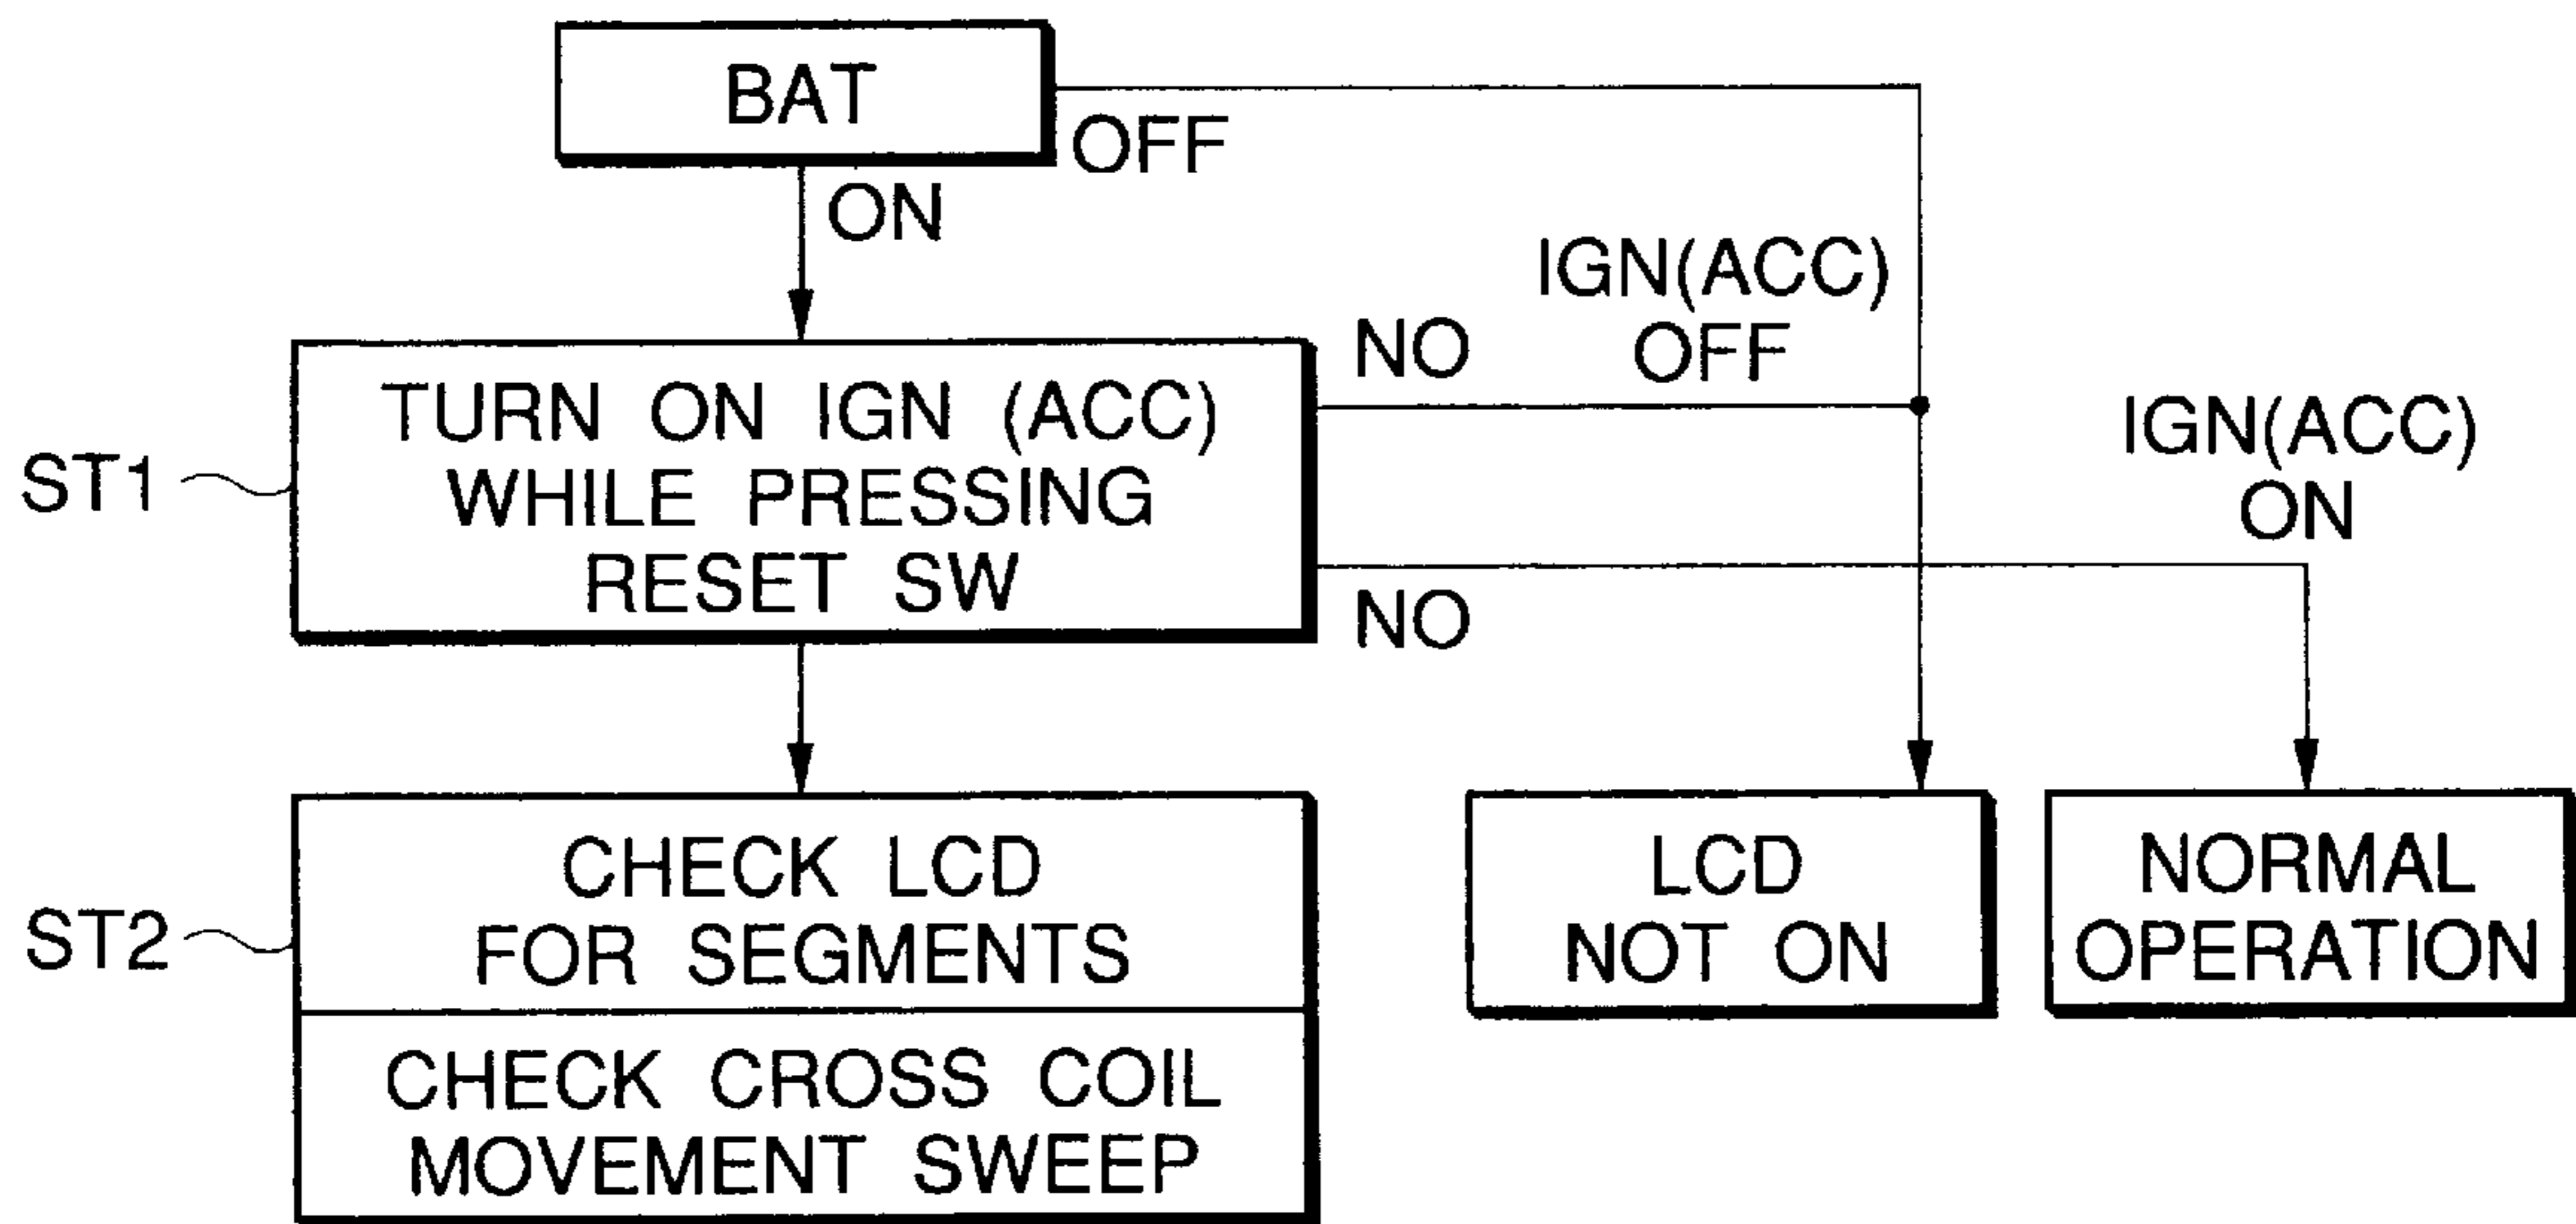 BAT
OFF
ON
IGN(ACC)
OFF
NO
IGN(ACC)
ON
TURN ON IGN (ACC)
WHILE PRESSING
RESET SW
ST1
NO
CHECK LCD
FOR SEGMENTS
ST2
CHECK CROSS COIL
MOVEMENT SWEEP
LCD
NOT ON
NORMAL
OPERATION